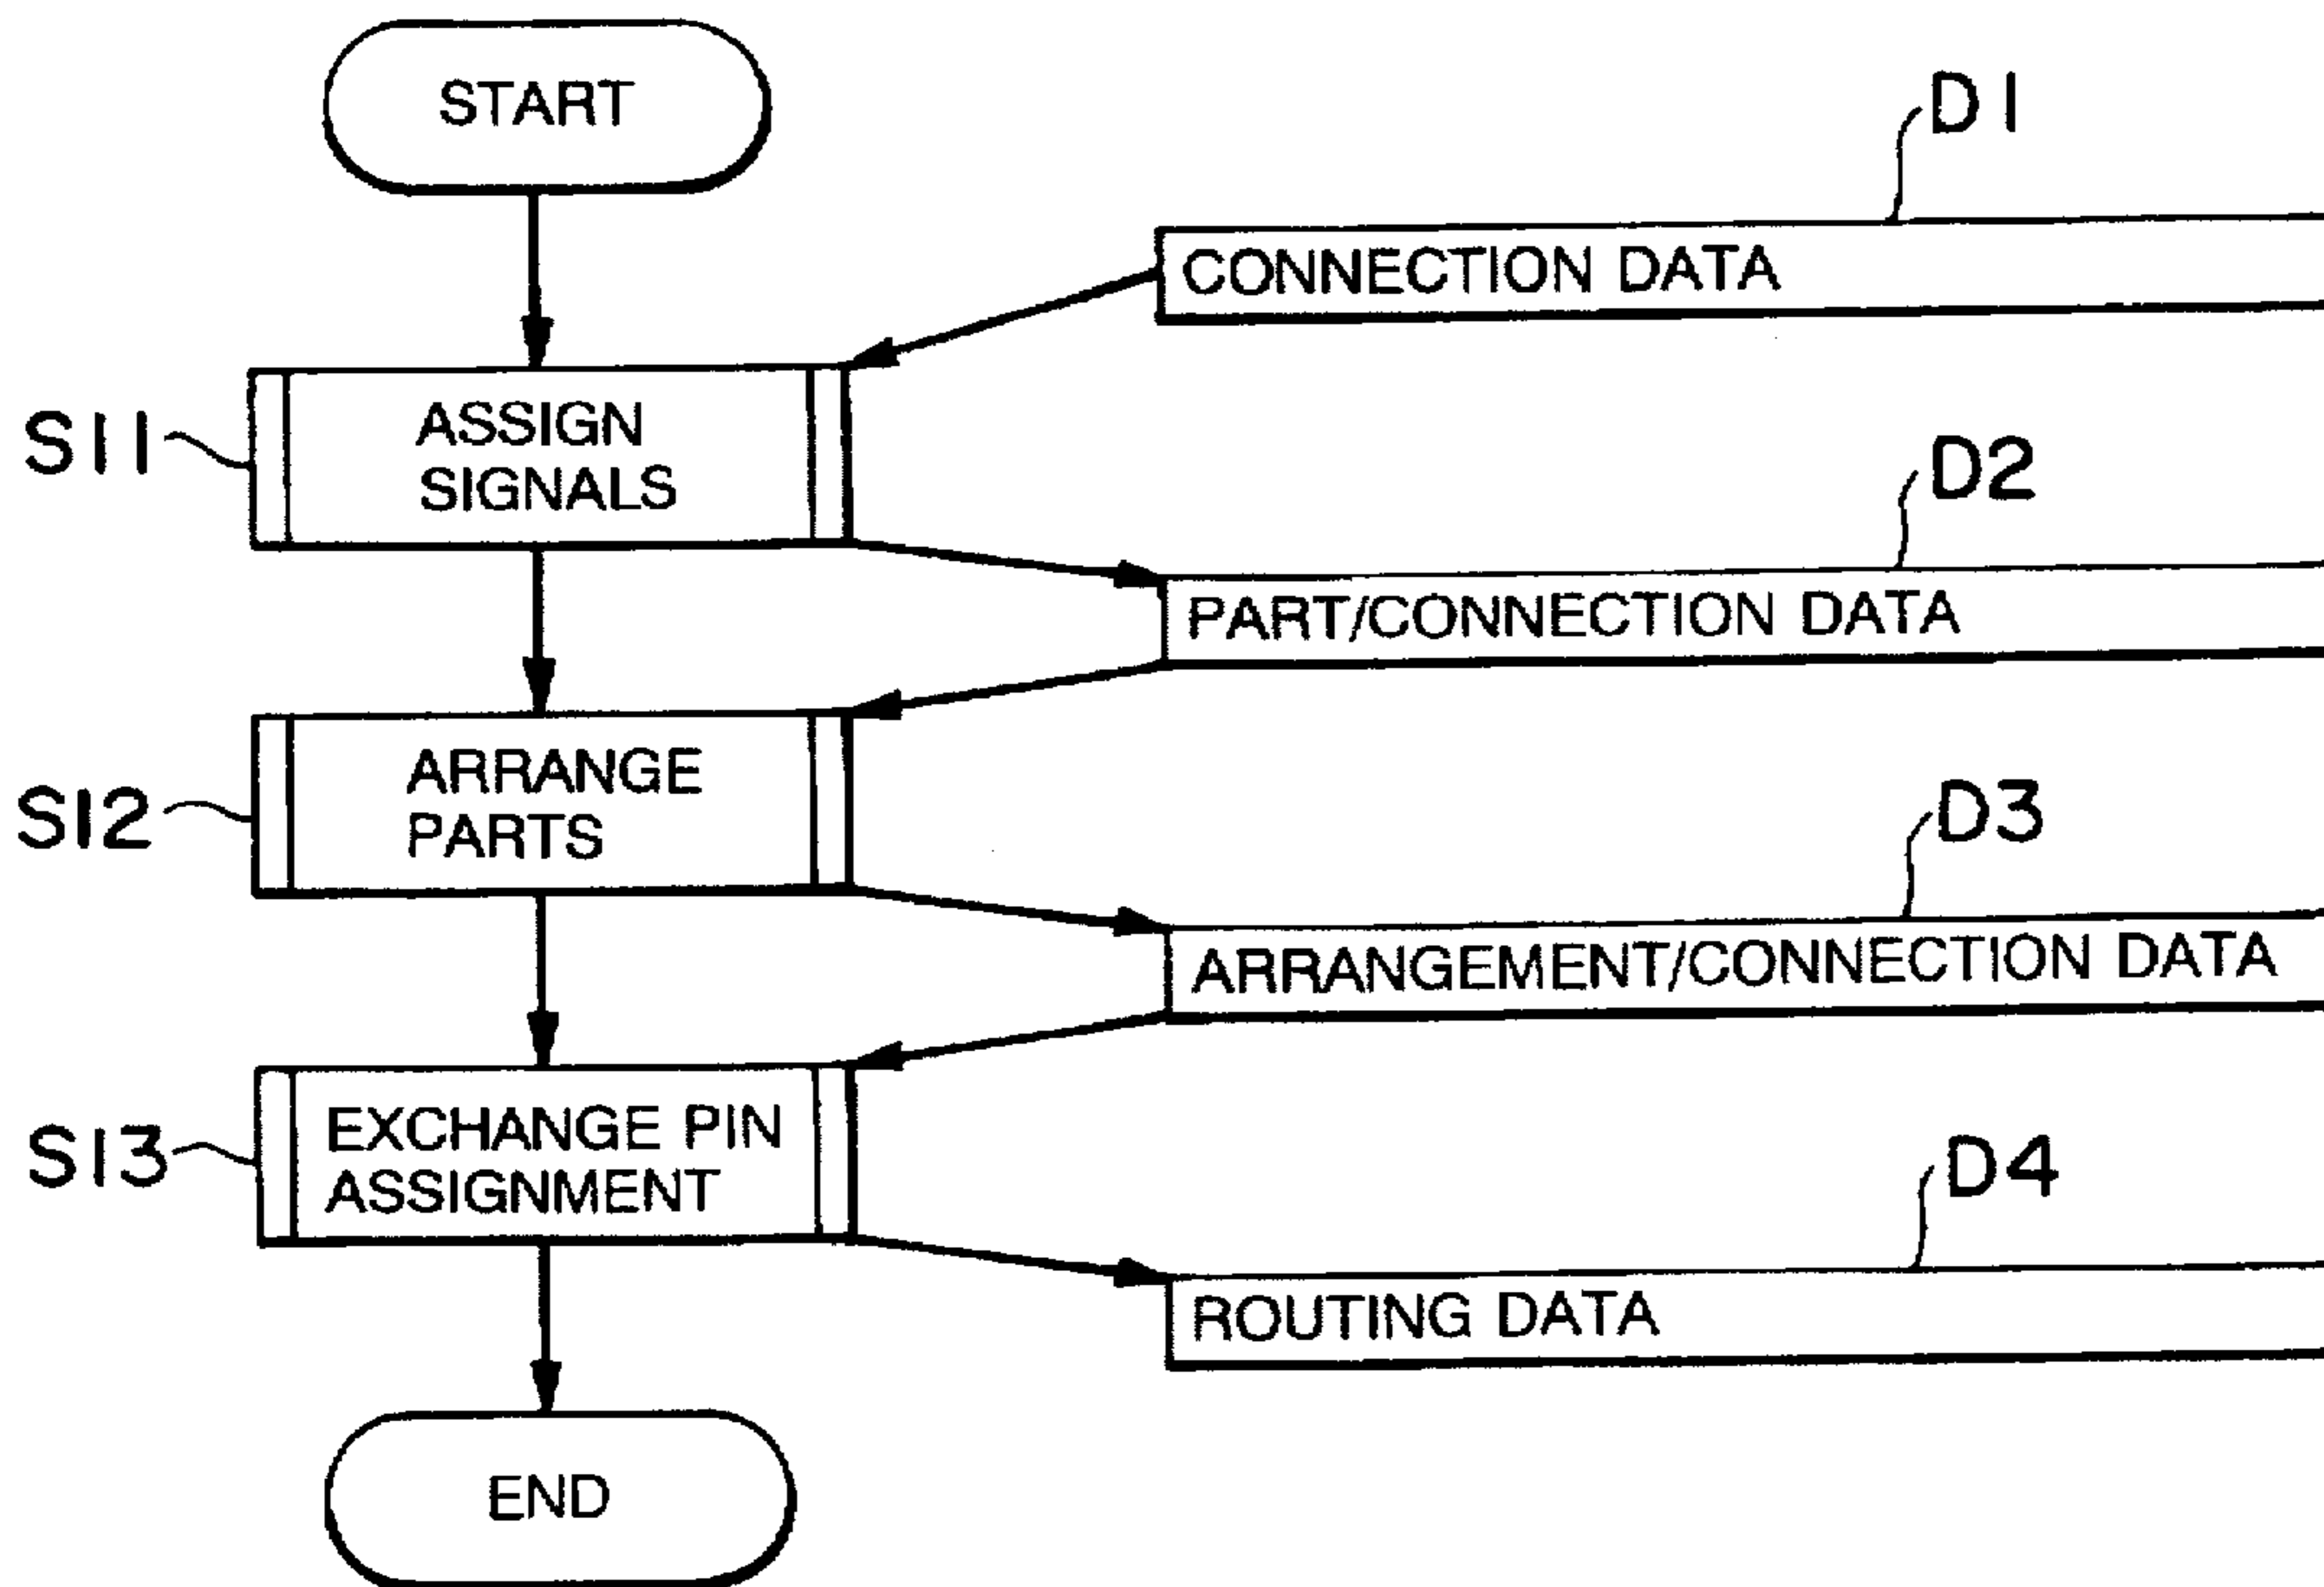 START
D1
CONNECTION DATA
S11
ASSIGN
SIGNALS
D2
PART/CONNECTION DATA
S12
ARRANGE
PARTS
D3
ARRANGEMENT/CONNECTION DATA
S13
EXCHANGE PIN
ASSIGNMENT
D4
ROUTING DATA
END